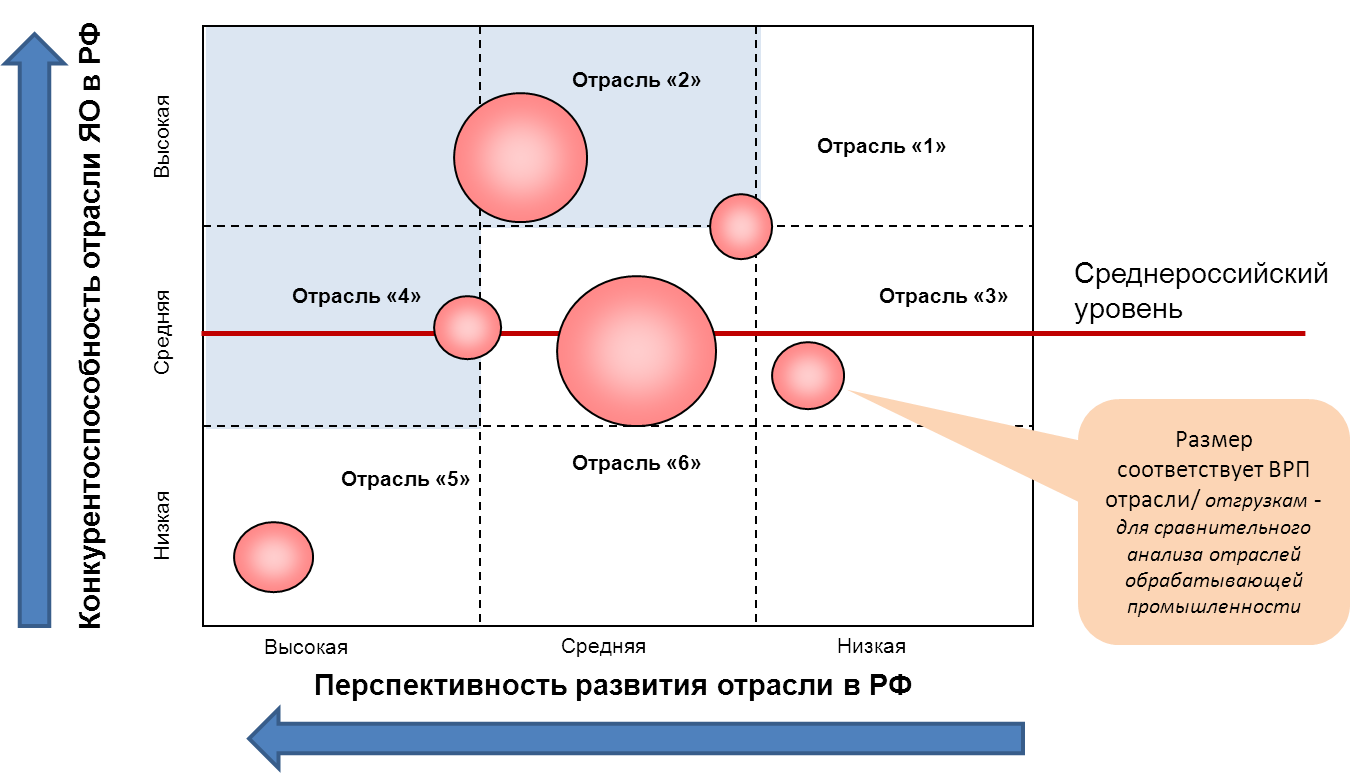 Конкурентоспособность отрасли ЯО в РФ
Высокая
Средняя
Низкая
Отрасль «2»
Отрасль «1»
Отрасль «4»
Отрасль «3»
Отрасль «5»
Отрасль «6»
Среднероссийский
уровень
Размер
соответствует ВРП
отрасли/ отгрузкам -
для сравнительного
анализа отраслей
обрабатывающей
промышленности
Высокая
Средняя
Низкая
Перспективность развития отрасли в РФ